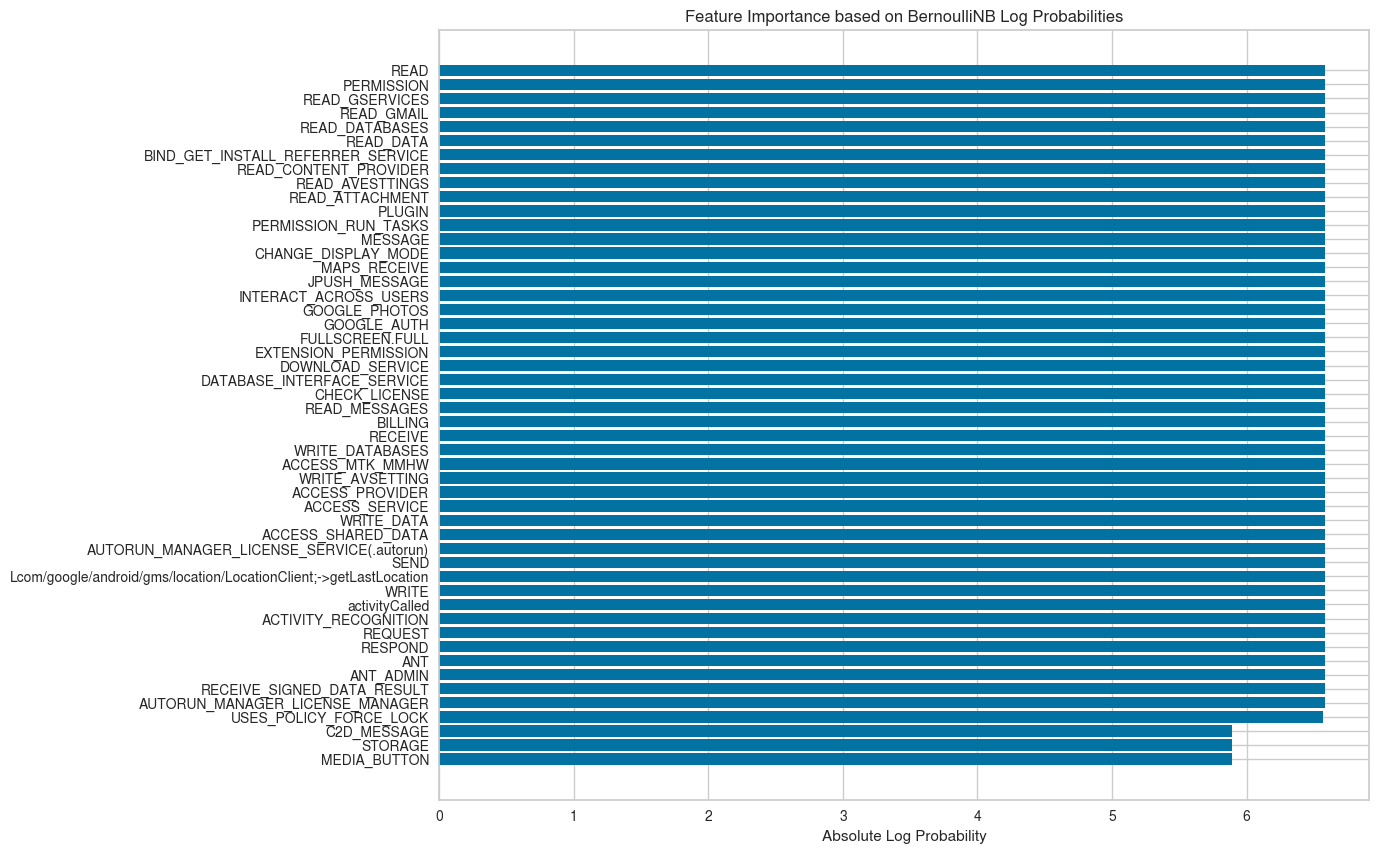 Feature Importance based on BernoulliNB Log Probabilities
READ
PERMISSION
READ_GSERVICES
READ_GMAIL
READ_DATABASES
READ_DATA
BIND_GET_INSTALL_REFERRER_SERVICE
READ_CONTENT_PROVIDER
READ_AVESTTINGS
READ_ATTACHMENT
PLUGIN
PERMISSION_RUN_TASKS
MESSAGE
CHANGE_DISPLAY_MODE
MAPS_RECEIVE
JPUSH_MESSAGE
INTERACT_ACROSS_USERS
GOOGLE_PHOTOS
GOOGLE_AUTH
FULLSCREEN.FULL
EXTENSION_PERMISSION
DOWNLOAD_SERVICE
DATABASE_INTERFACE_SERVICE
CHECK_LICENSE
READ_MESSAGES
BILLING
RECEIVE
WRITE_DATABASES
ACCESS_MTK_MMHW
WRITE_AVSETTING
ACCESS_PROVIDER
ACCESS_SERVICE
WRITE_DATA
ACCESS_SHARED_DATA
AUTORUN_MANAGER_LICENSE_SERVICE(.autorun)
SEND
Lcom/google/android/gms/location/LocationClient;->getLastLocation
WRITE
activityCalled
ACTIVITY_RECOGNITION
REQUEST
RESPOND
ANT
ANT_ADMIN
RECEIVE_SIGNED_DATA_RESULT
AUTORUN_MANAGER_LICENSE_MANAGER
USES_POLICY_FORCE_LOCK
C2D_MESSAGE
STORAGE
MEDIA_BUTTON
0 1 2 3 4 5 6
Absolute Log Probability